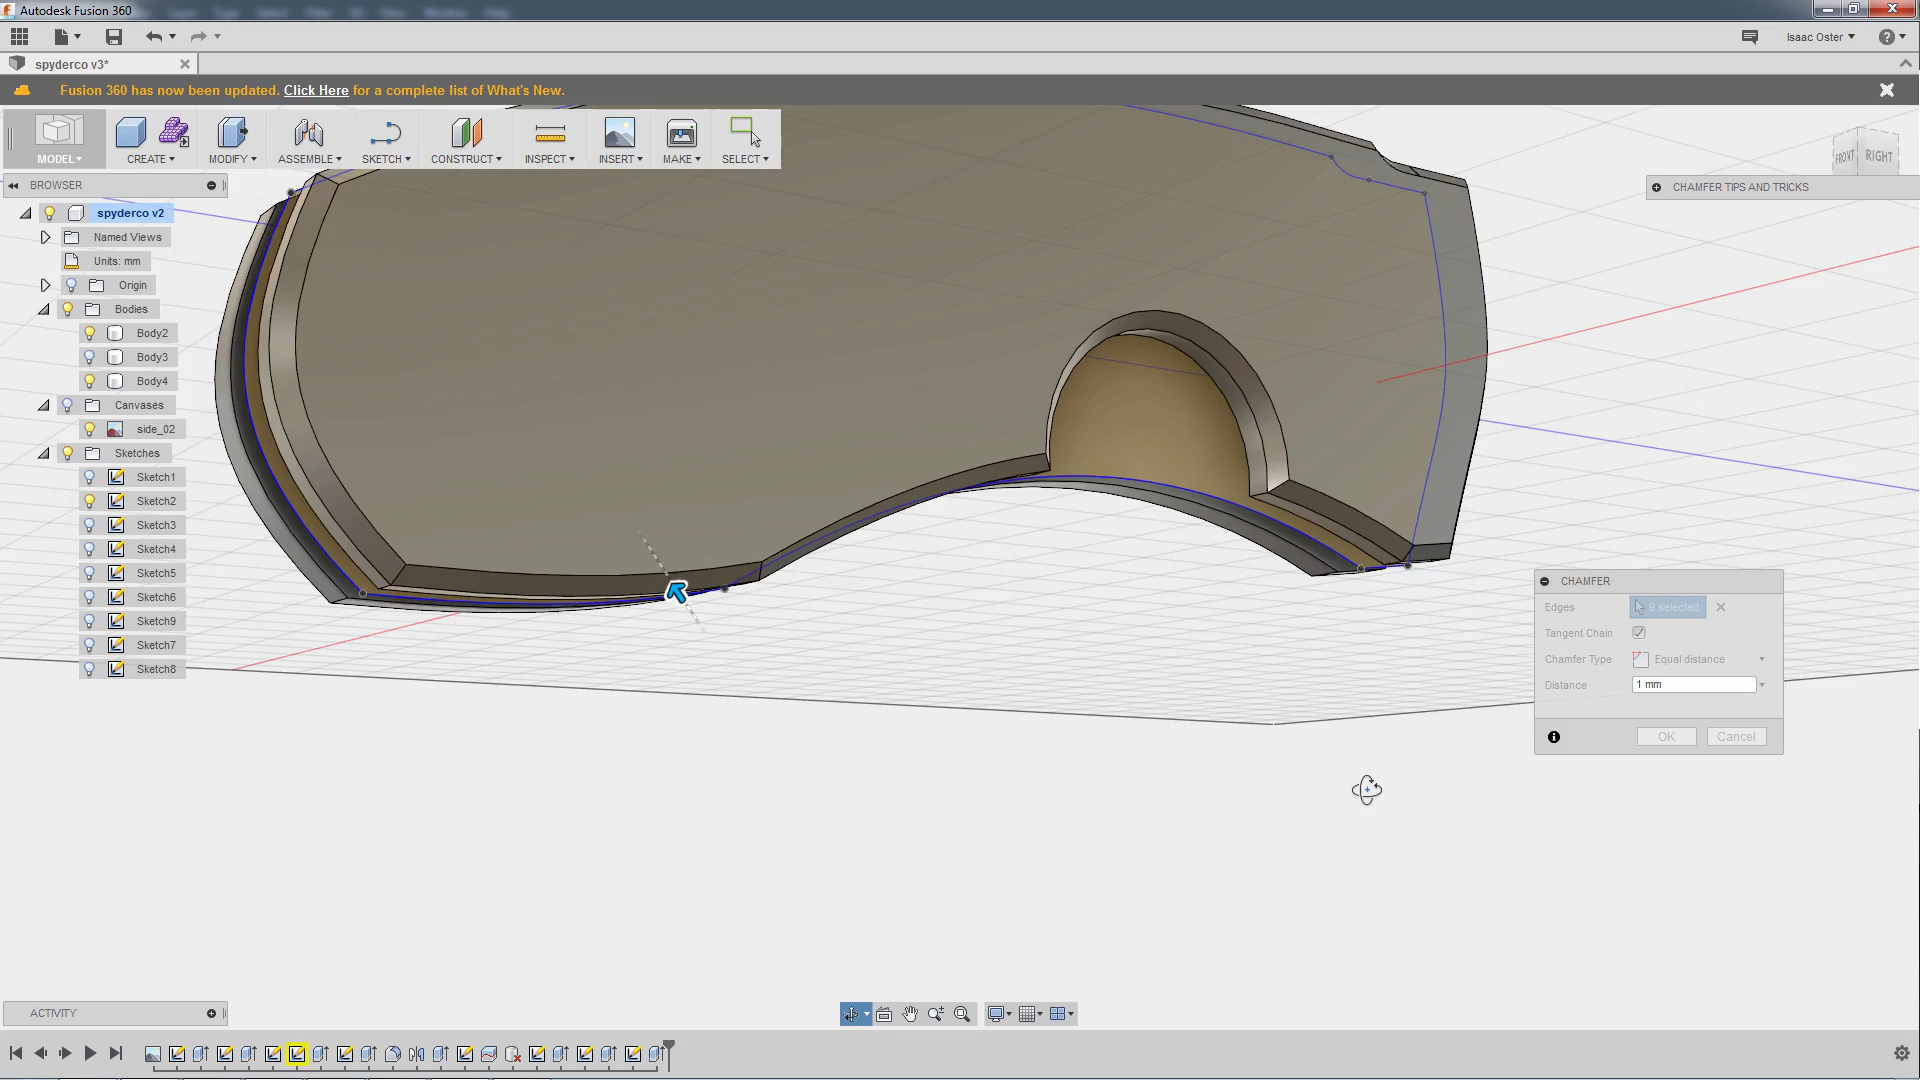 Autodesk Fusion 360
Isaac Oster
spyderco v3*
Fusion 360 has now been updated. Click Here for a complete list of What's New.
MODEL
CREATE
MODIFY
ASSEMBLE
SKETCH
CONSTRUCT
INSPECT
INSERT
MAKE
SELECT
FRONT
RIGHT
BROWSER
CHAMFER TIPS AND TRICKS
spyderco v2
Named Views
Units: mm
Origin
Bodies
Body2
Body3
Body4
Canvases
side_02
Sketches
Sketch1
Sketch2
Sketch3
Sketch4
Sketch5
Sketch6
Sketch9
Sketch7
Sketch8
CHAMFER
Edges 9 selected
Tangent Chain
Chamfer Type Equal distance
Distance 1 mm
OK Cancel
ACTIVITY